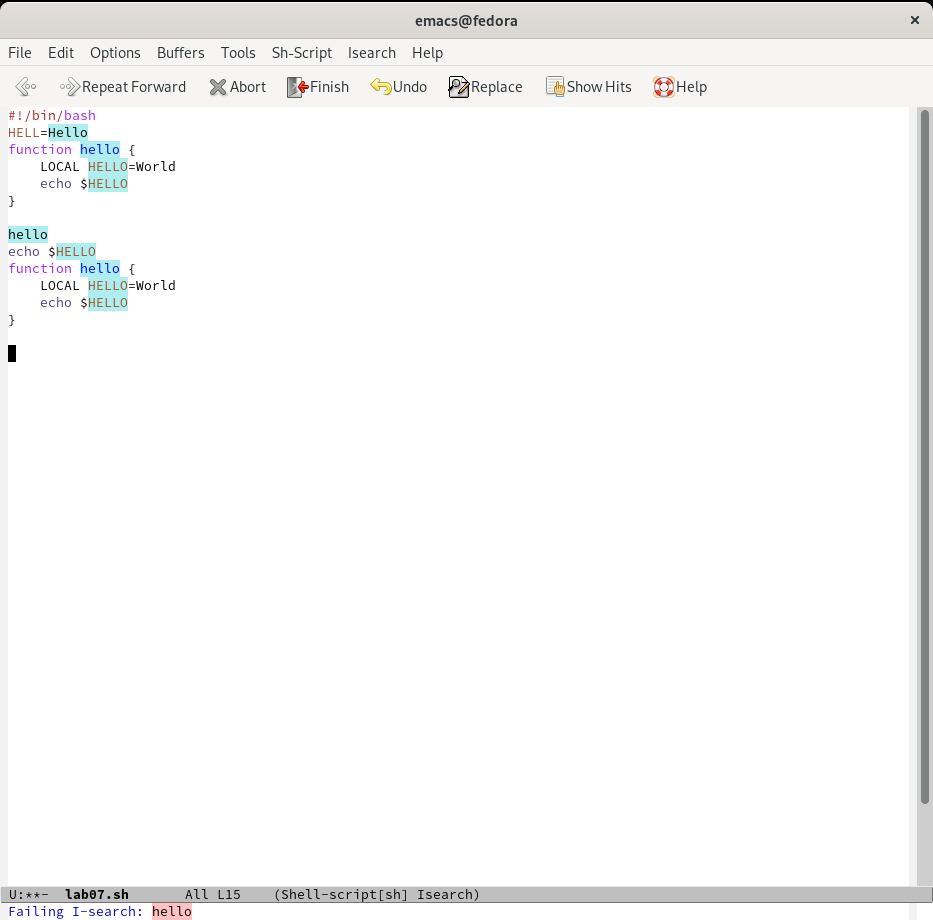 emacs@fedora
File Edit Options Buffers Tools Sh-Script Isearch Help
Repeat Forward Abort Finish Undo Replace Show Hits Help
#!/bin/bash
HELL=Hello
function hello {
    LOCAL HELLO=World
    echo $HELLO
}
hello
echo $HELLO
function hello {
    LOCAL HELLO=World
    echo $HELLO
}
U:**-  lab07.sh       All L15    (Shell-script[sh] Isearch)
Failing I-search: hello